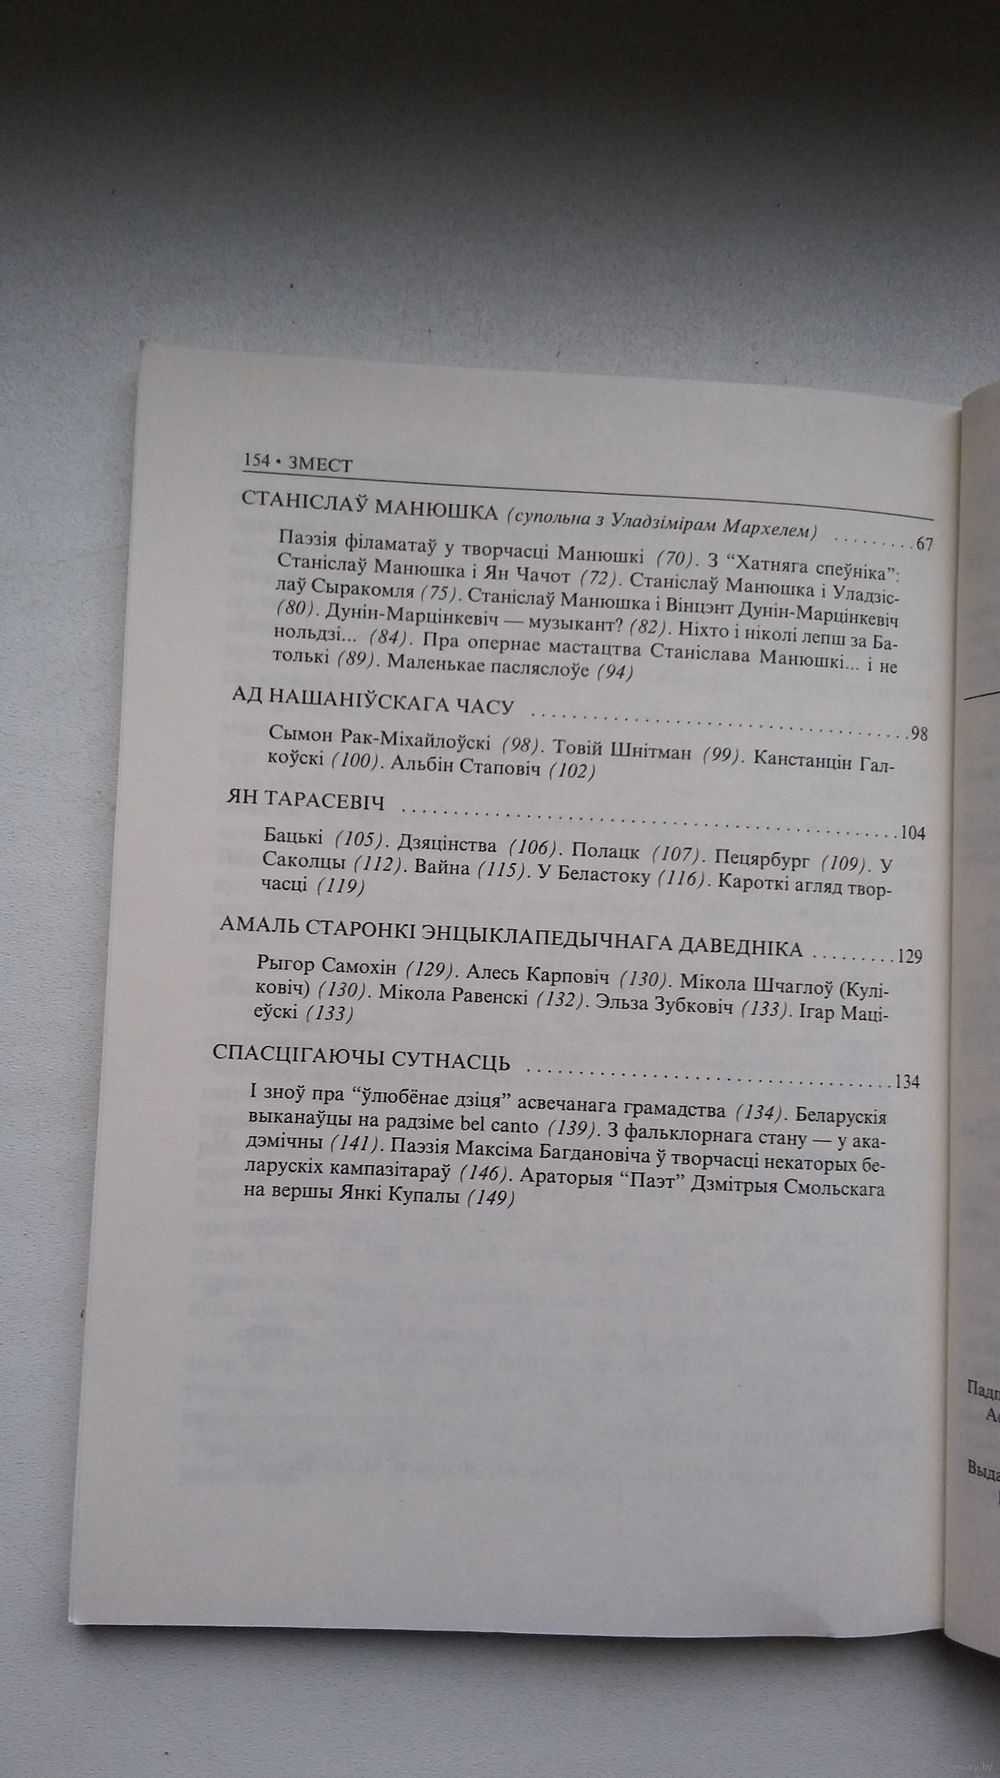 154 • ЗМЕСТ
СТАНІСЛАЎ МАНЮШКА (супольна з Уладзімірам Мархелем) .........67
Паэзія філаматаў у творчасці Манюшкі (70). З “Хатняга спеўніка”:
Станіслаў Манюшка і Ян Чачот (72). Станіслаў Манюшка і Уладзіс-
лаў Сыракомля (75). Станіслаў Манюшка і Вінцэнт Дунін-Марцінкевіч
(80). Дунін-Марцінкевіч — музыкант? (82). Ніхто і ніколі лепш за Ба-
нольдзі... (84). Пра опернае мастацтва Станіслава Манюшкі... і не
толькі (89). Маленькае пасляслоўе (94)
АД НАШАНІЎСКАГА ЧАСУ ....................................98
Сымон Рак-Міхайлоўскі (98). Товій Шнітман (99). Канстанцін Гал-
коўскі (100). Альбін Стаповіч (102)
ЯН ТАРАСЕВІЧ ...............................................104
Бацькі (105). Дзяцінства (106). Полацк (107). Пецярбург (109). У
Саколцы (112). Вайна (115). У Беластоку (116). Кароткі агляд твор-
часці (119)
АМАЛЬ СТАРОНКІ ЭНЦЫКЛАПЕДЫЧНАГА ДАВЕДНІКА .........129
Рыгор Самохін (129). Алесь Карповіч (130). Мікола Шчаглоў (Кулі-
ковіч) (130). Мікола Равенскі (132). Эльза Зубковіч (133). Ігар Маці-
еўскі (133)
СПАСЦІГАЮЧЫ СУТНАСЦЬ ...................................134
І зноў пра “ўлюбёнае дзіця” асвечанага грамадства (134). Беларускія
выканаўцы на радзіме bel canto (139). З фальклорнага стану — у ака-
дэмічны (141). Паэзія Максіма Багдановіча ў творчасці некаторых бе-
ларускіх кампазітараў (146). Араторыя “Паэт” Дзмітрыя Смольскага
на вершы Янкі Купалы (149)